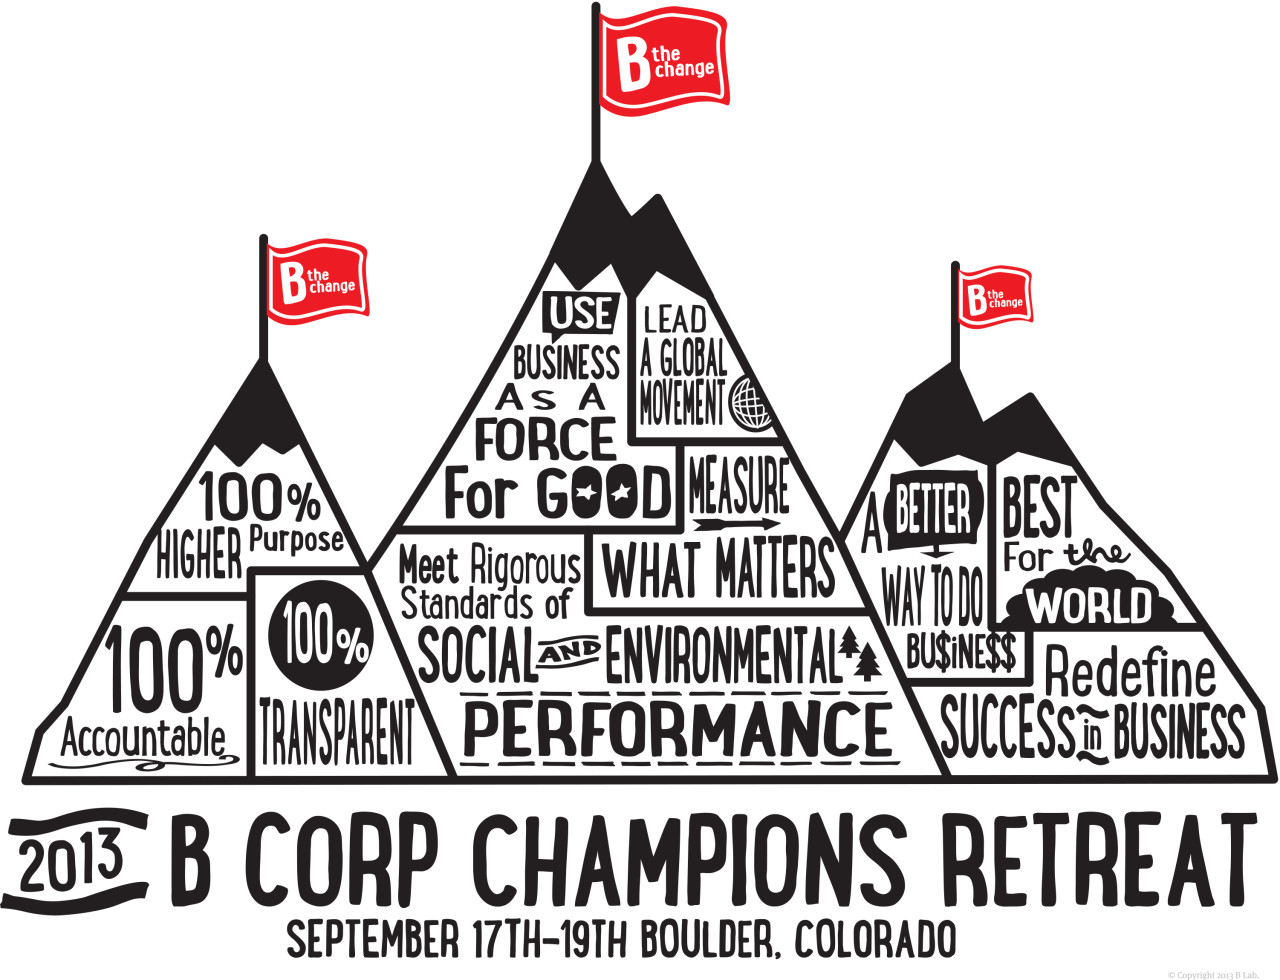 B the
change
B the
change
B the
change
100%
HIGHER Purpose
100%
Accountable
100%
TRANSPARENT
USE
BUSINESS
AS A
FORCE
For GOOD
LEAD
A GLOBAL
MOVEMENT
MEASURE
WHAT MATTERS
Meet Rigorous
Standards of
SOCIAL AND ENVIRONMENTAL
PERFORMANCE
A BETTER
WAY TO DO
BU$iNE$$
BEST
For the
WORLD
Redefine
SUCCESS in BUSINESS
2013 B CORP CHAMPIONS RETREAT
SEPTEMBER 17TH-19TH BOULDER, COLORADO
© Copyright 2013 B Lab.